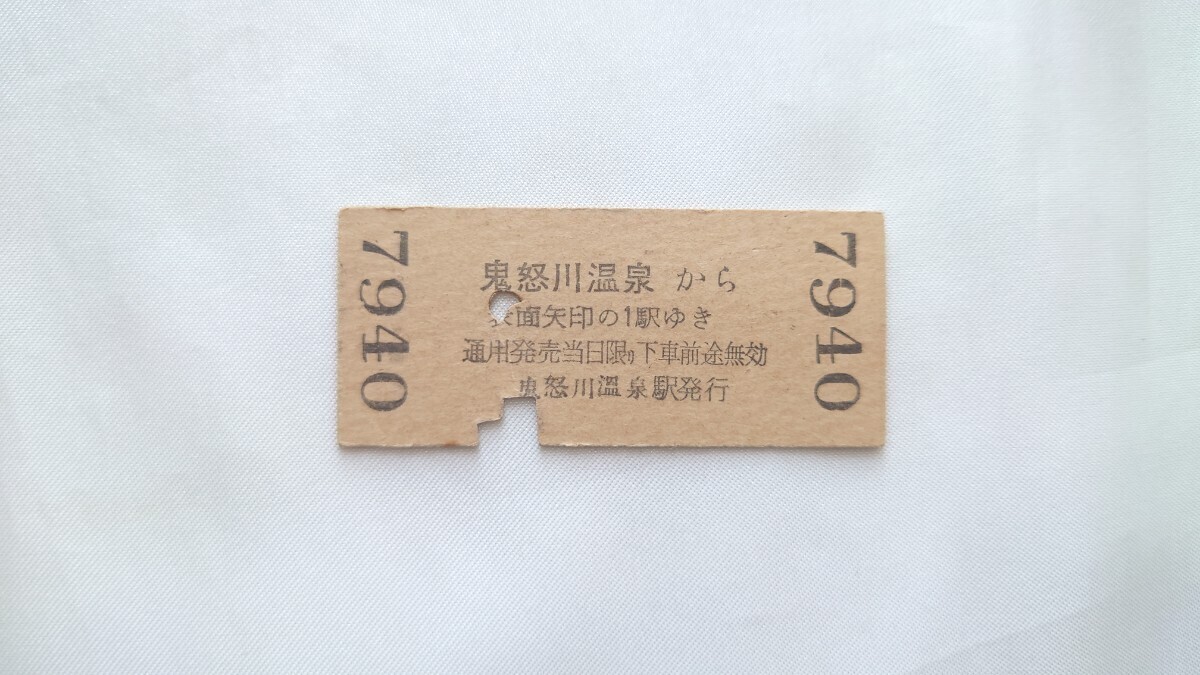 7940
鬼怒川温泉 から
表面矢印の1駅ゆき
通用発売当日限り下車前途無効
鬼怒川温泉駅発行
7940